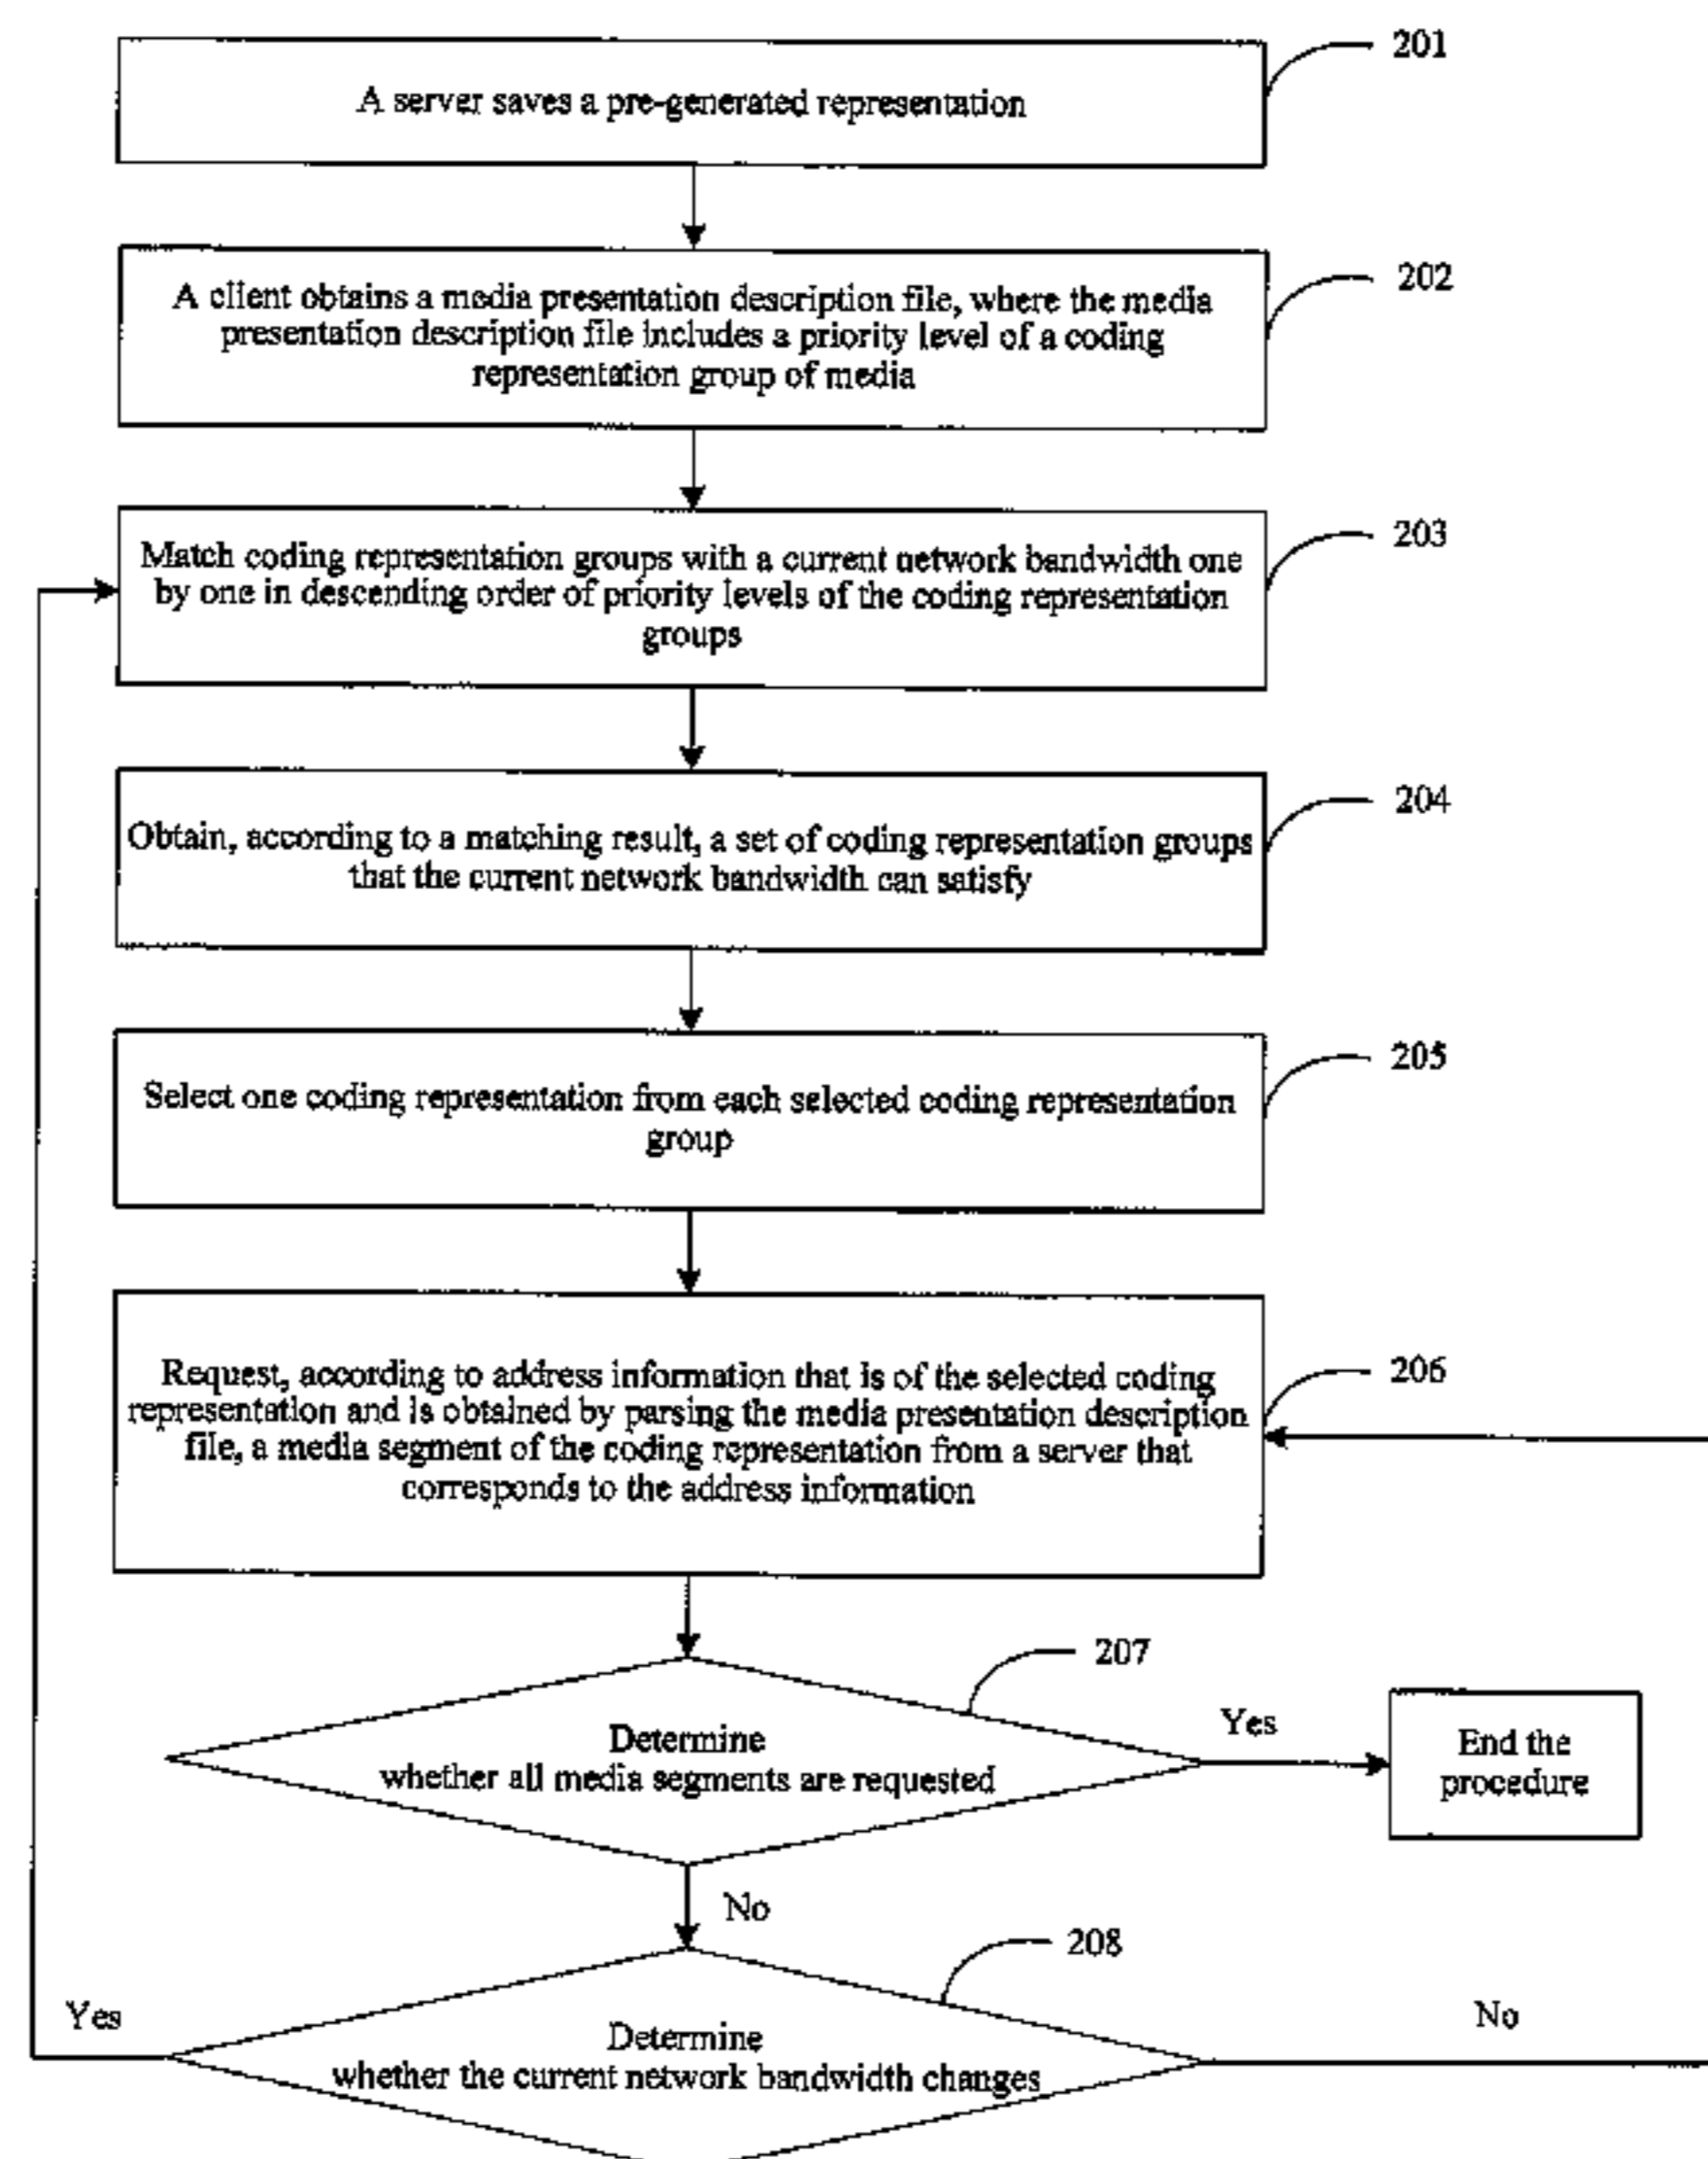 201
A server saves a pre-generated representation
202
A client obtains a media presentation description file, where the media
presentation description file includes a priority level of a coding
representation group of media
203
Match coding representation groups with a current network bandwidth one
by one in descending order of priority levels of the coding representation
groups
204
Obtain, according to a matching result, a set of coding representation groups
that the current network bandwidth can satisfy
205
Select one coding representation from each selected coding representation
group
206
Request, according to address information that is of the selected coding
representation and is obtained by parsing the media presentation description
file, a media segment of the coding representation from a server that
corresponds to the address information
207
Determine
whether all media segments are requested
Yes
End the
procedure
No
208
Yes
Determine
whether the current network bandwidth changes
No